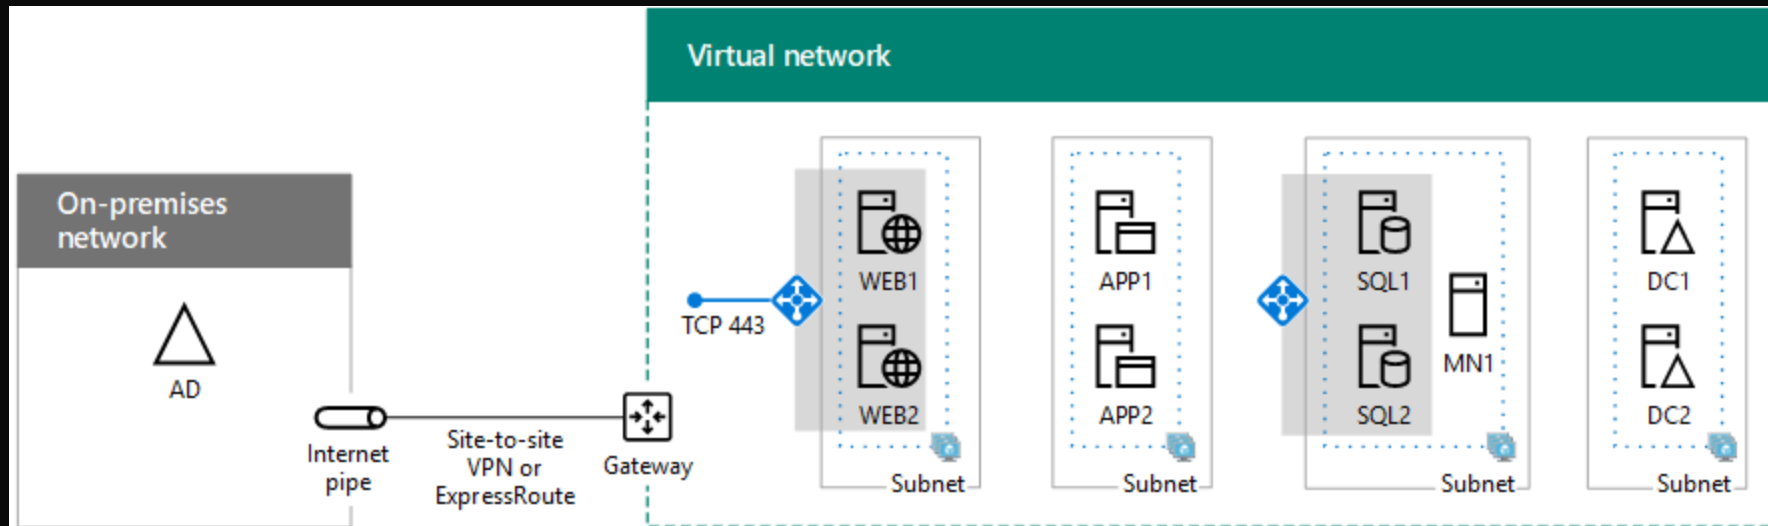 Virtual network
On-premises
network
AD
Internet
pipe
Site-to-site
VPN or
ExpressRoute
Gateway
TCP 443
WEB1
WEB2
Subnet
APP1
APP2
Subnet
SQL1
SQL2
MN1
Subnet
DC1
DC2
Subnet